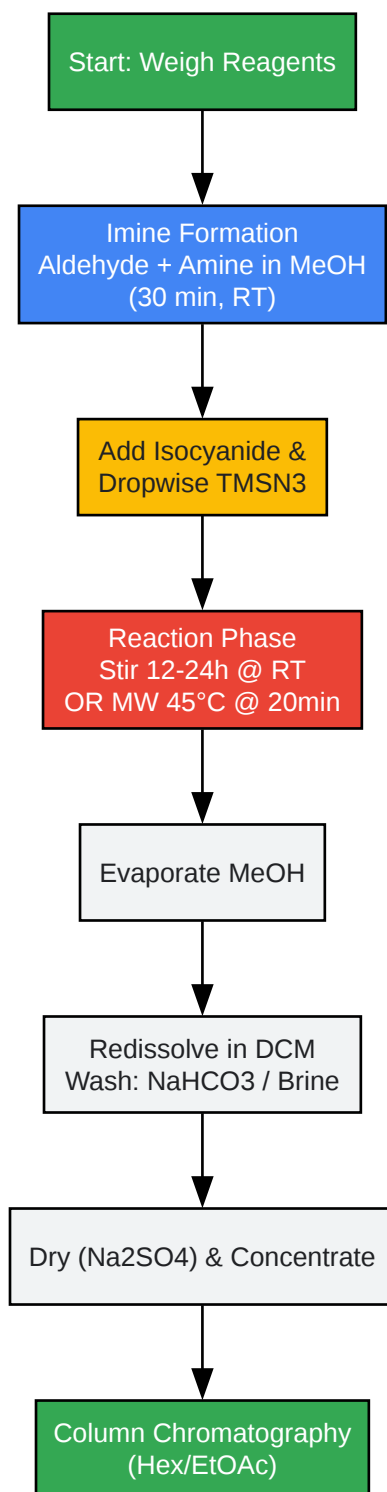 Start: Weigh Reagents
Imine Formation
Aldehyde + Amine in MeOH
(30 min, RT)
Add Isocyanide &
Dropwise TMSN3
Reaction Phase
Stir 12-24h @ RT
OR MW 45°C @ 20min
Evaporate MeOH
Redissolve in DCM
Wash: NaHCO3 / Brine
Dry (Na2SO4) & Concentrate
Column Chromatography
(Hex/EtOAc)